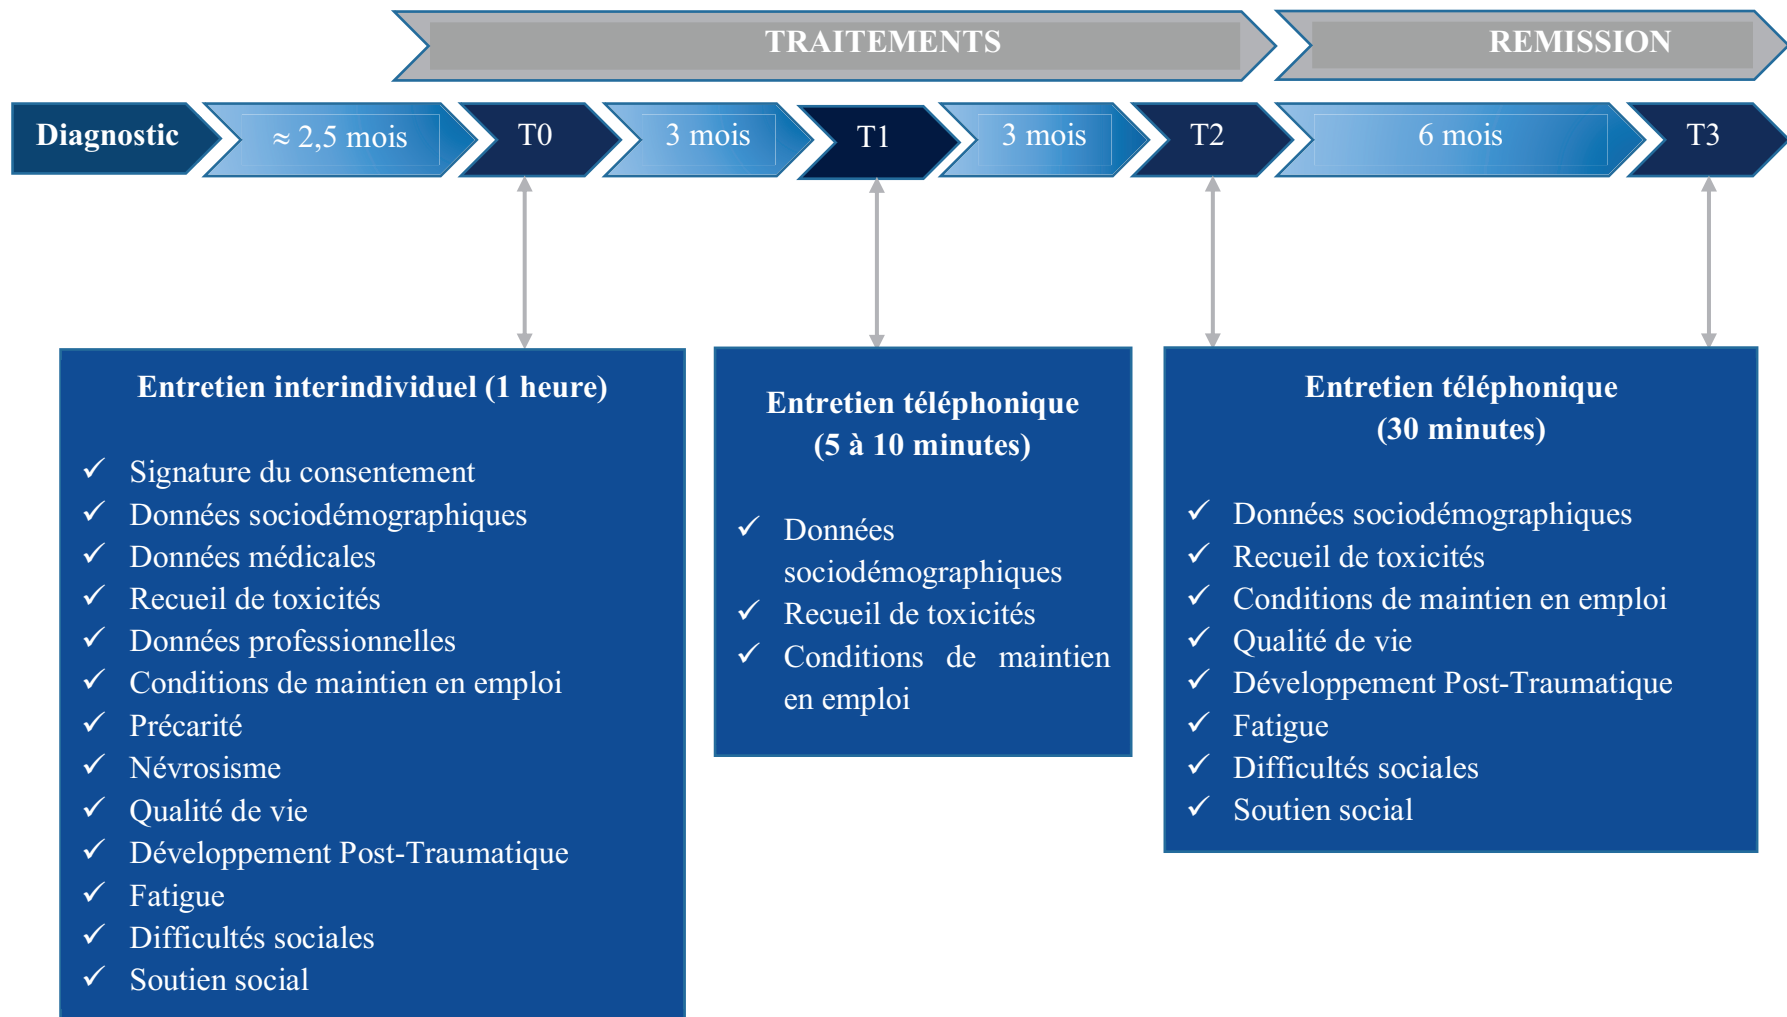 TRAITEMENTS
REMISSION
Diagnostic
≈ 2,5 mois
T0
3 mois
T1
3 mois
T2
6 mois
T3
Entretien interindividuel (1 heure)
✓ Signature du consentement
✓ Données sociodémographiques
✓ Données médicales
✓ Recueil de toxicités
✓ Données professionnelles
✓ Conditions de maintien en emploi
✓ Précarité
✓ Névrosisme
✓ Qualité de vie
✓ Développement Post-Traumatique
✓ Fatigue
✓ Difficultés sociales
✓ Soutien social
Entretien téléphonique
(5 à 10 minutes)
✓ Données
sociodémographiques
✓ Recueil de toxicités
✓ Conditions de maintien
en emploi
Entretien téléphonique
(30 minutes)
✓ Données sociodémographiques
✓ Recueil de toxicités
✓ Conditions de maintien en emploi
✓ Qualité de vie
✓ Développement Post-Traumatique
✓ Fatigue
✓ Difficultés sociales
✓ Soutien social